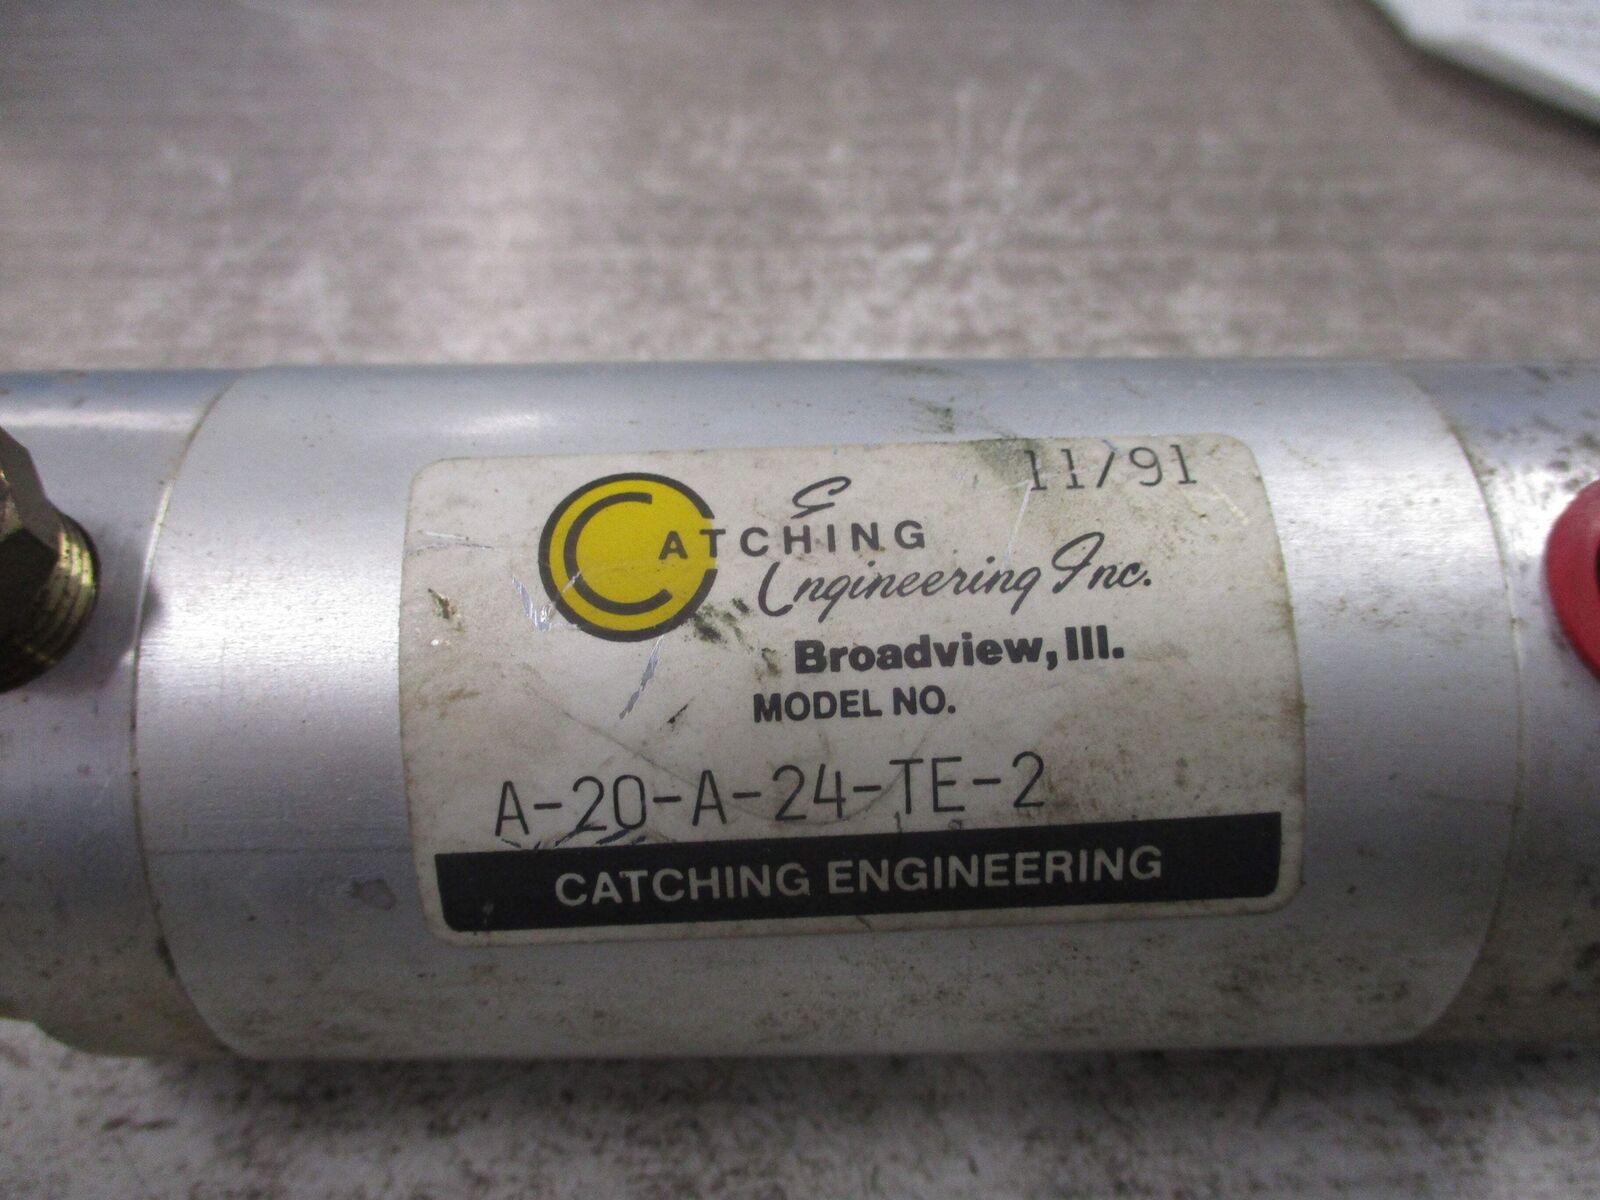 11/91
CATCHING
Engineering Inc.
Broadview, Ill.
MODEL NO.
A-20-A-24-TE-2
CATCHING ENGINEERING